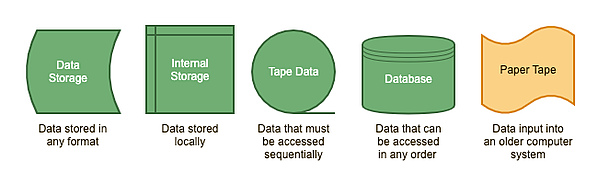 Data
Storage
Internal
Storage
Tape Data
Database
Paper Tape
Data stored in
any format
Data stored
locally
Data that must
be accessed
sequentially
Data that can
be accessed
in any order
Data input into
an older computer
system